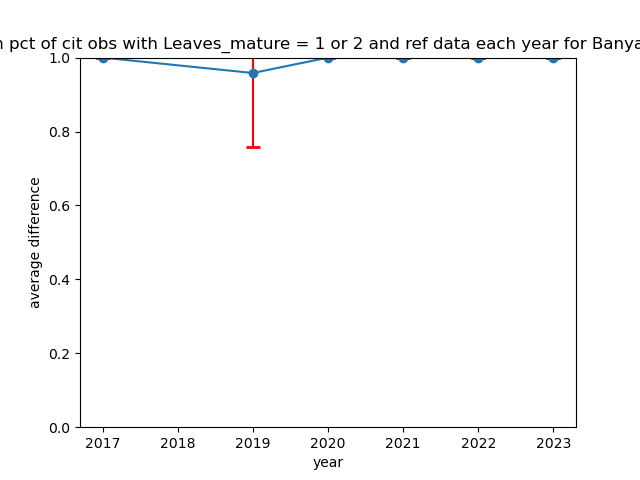 pct of cit obs with Leaves_mature = 1 or 2 and ref data each year for
1.0
0.8
0.6
0.4
0.2
0.0
average difference
2017 2018 2019 2020 2021 2022 2023
year